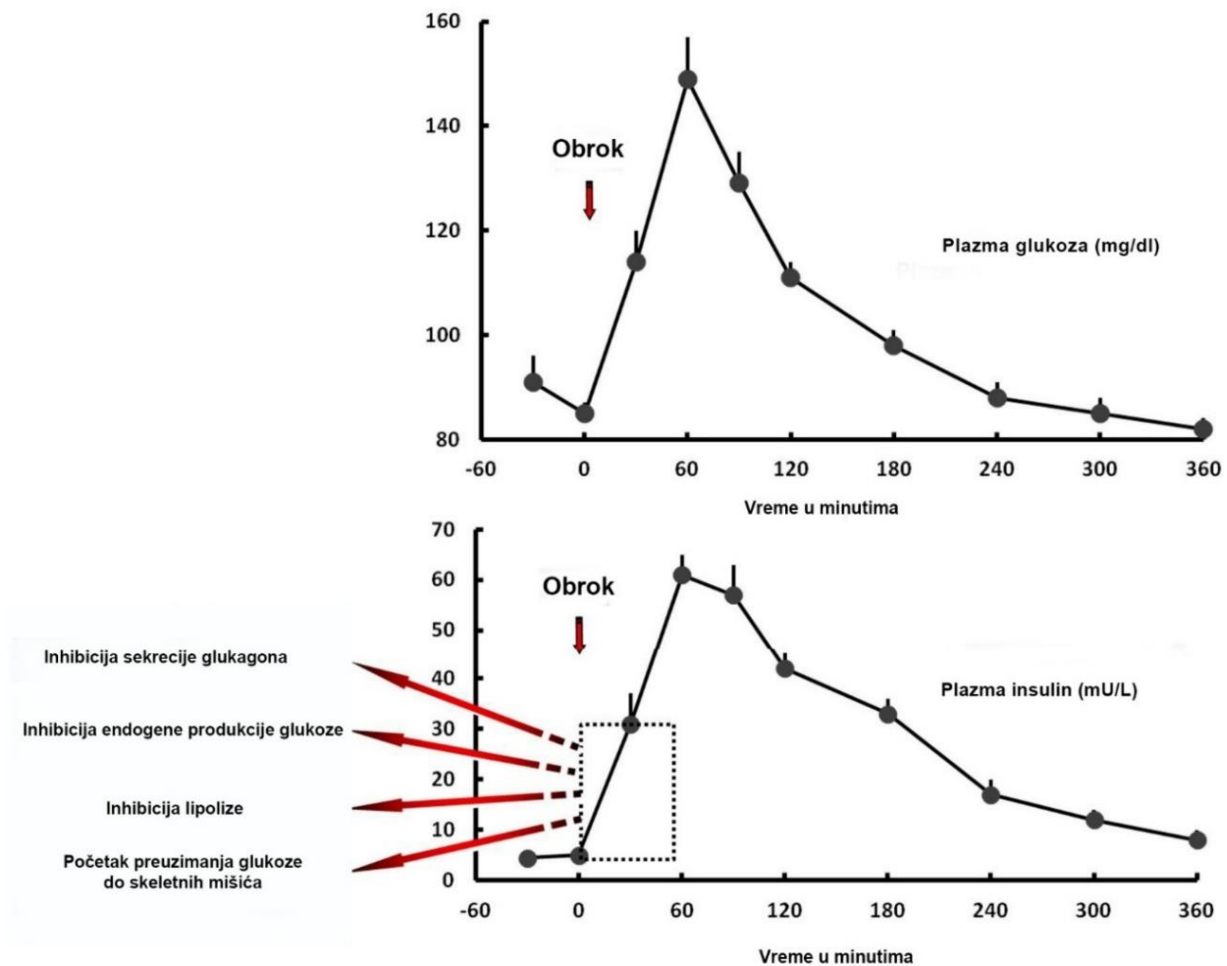 160
140
120
100
80
Obrok
Plazma glukoza (mg/dl)
-60 0 60 120 180 240 300 360
Vreme u minutima
70
60
50
40
30
20
10
0
Obrok
Plazma insulin (mU/L)
Inhibicija sekrecije glukagona
Inhibicija endogene produkcije glukoze
Inhibicija lipolize
Početak preuzimanja glukoze
do skeletnih mišića
-60 0 60 120 180 240 300 360
Vreme u minutima